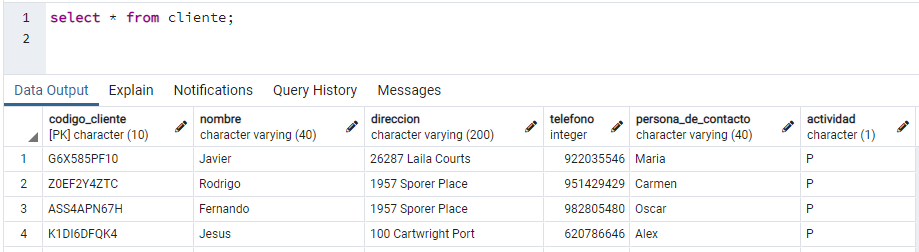 1 select * from cliente;
2
Data Output Explain Notifications Query History Messages
codigo_cliente nombre direccion telefono persona_de_contacto actividad
[PK] character (10) character varying (40) character varying (200) integer character varying (40) character (1)
1 G6X585PF10 Javier 26287 Laila Courts 922035546 Maria P
2 Z0EF2Y4ZTC Rodrigo 1957 Sporer Place 951429429 Carmen P
3 ASS4APN67H Fernando 1957 Sporer Place 982805480 Oscar P
4 K1DI6DFQK4 Jesus 100 Cartwright Port 620786646 Alex P